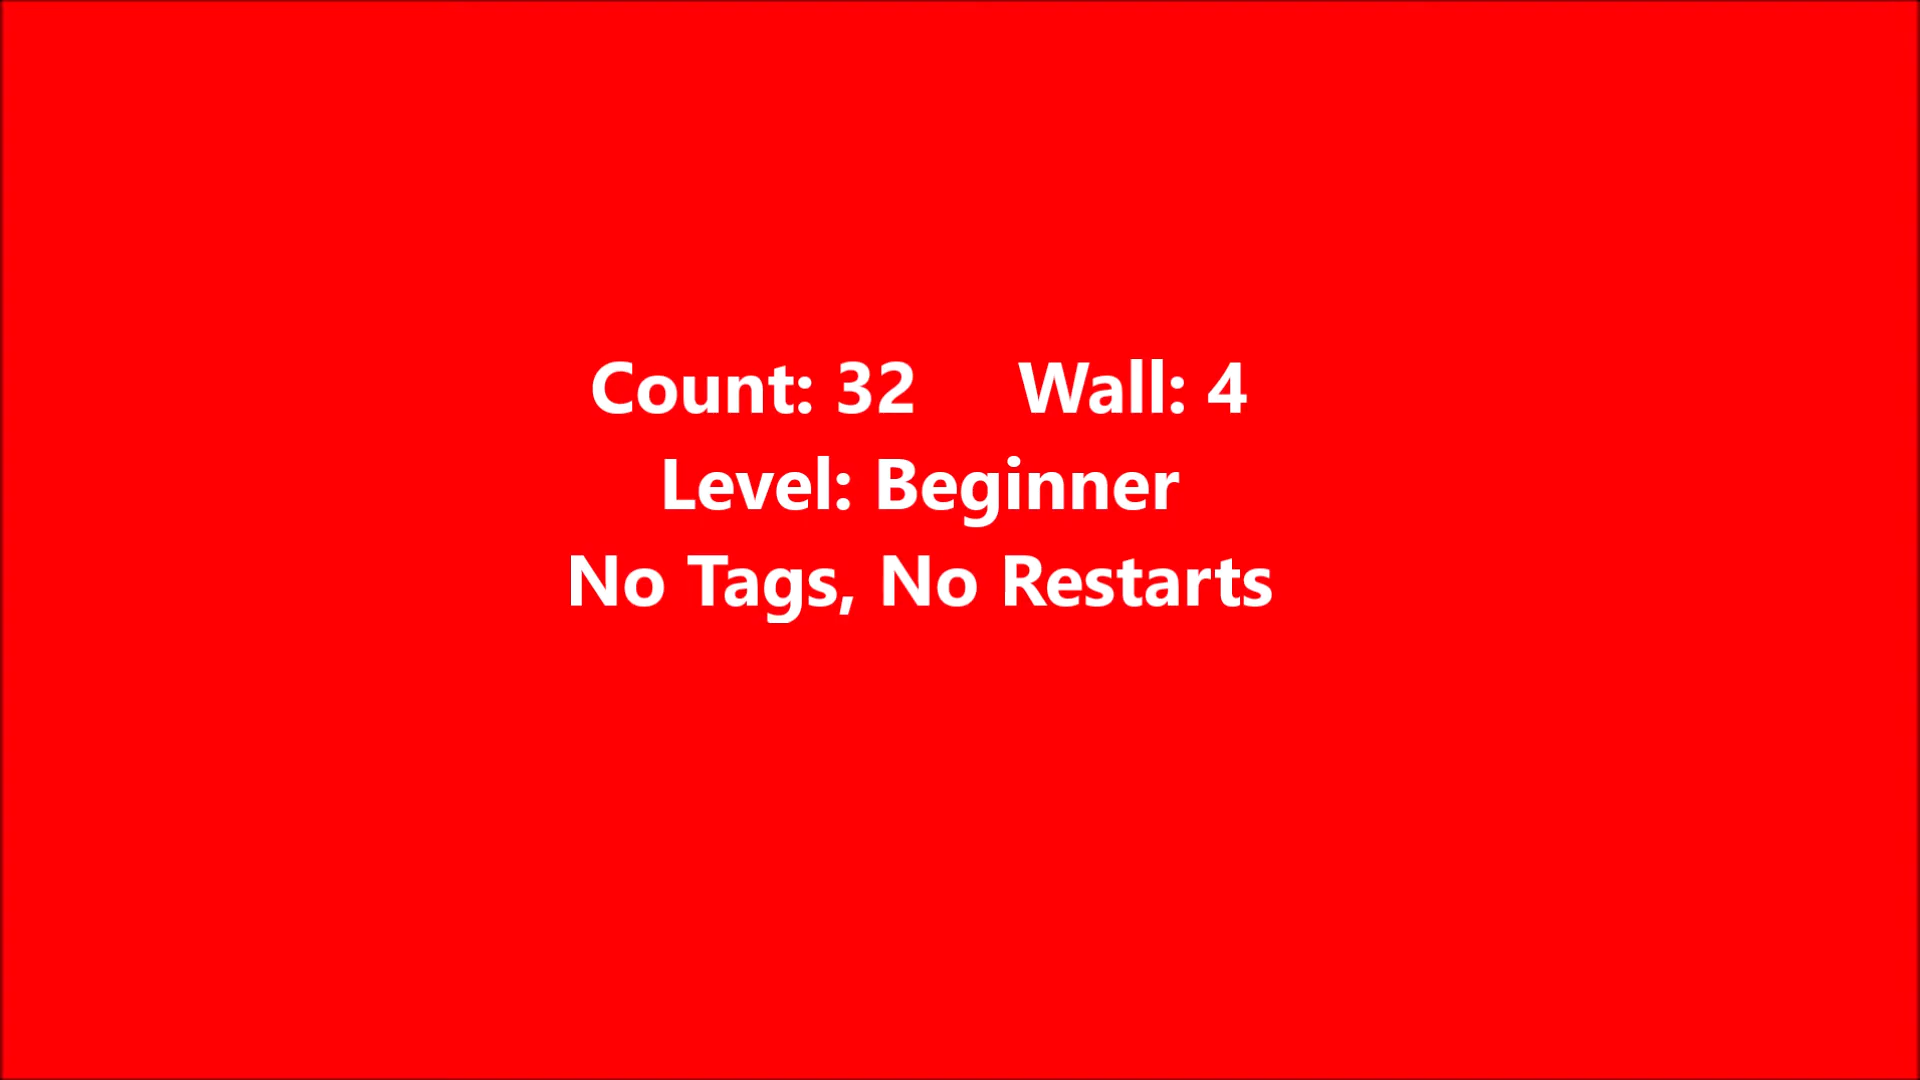 Count: 32 Wall: 4
Level: Beginner
No Tags, No Restarts